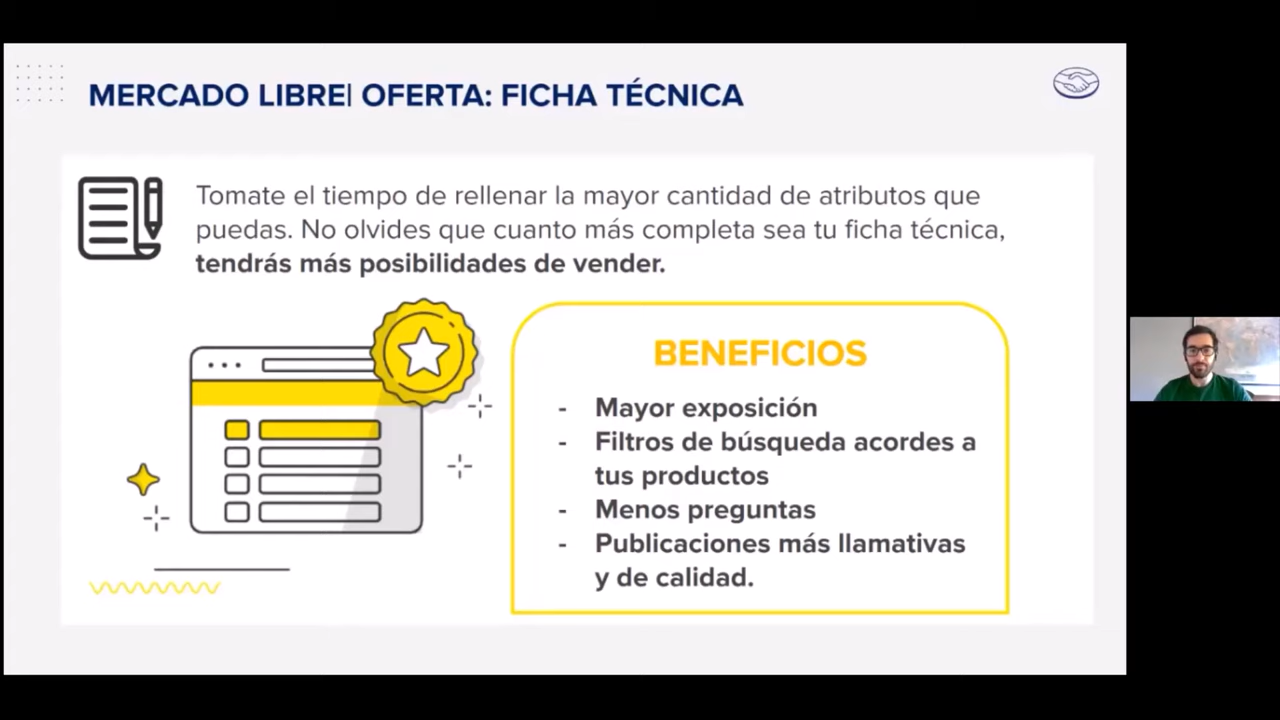 MERCADO LIBRE| OFERTA: FICHA TÉCNICA
Tomate el tiempo de rellenar la mayor cantidad de atributos que
puedas. No olvides que cuanto más completa sea tu ficha técnica,
tendrás más posibilidades de vender.
BENEFICIOS
- Mayor exposición
- Filtros de búsqueda acordes a
tus productos
- Menos preguntas
- Publicaciones más llamativas
y de calidad.